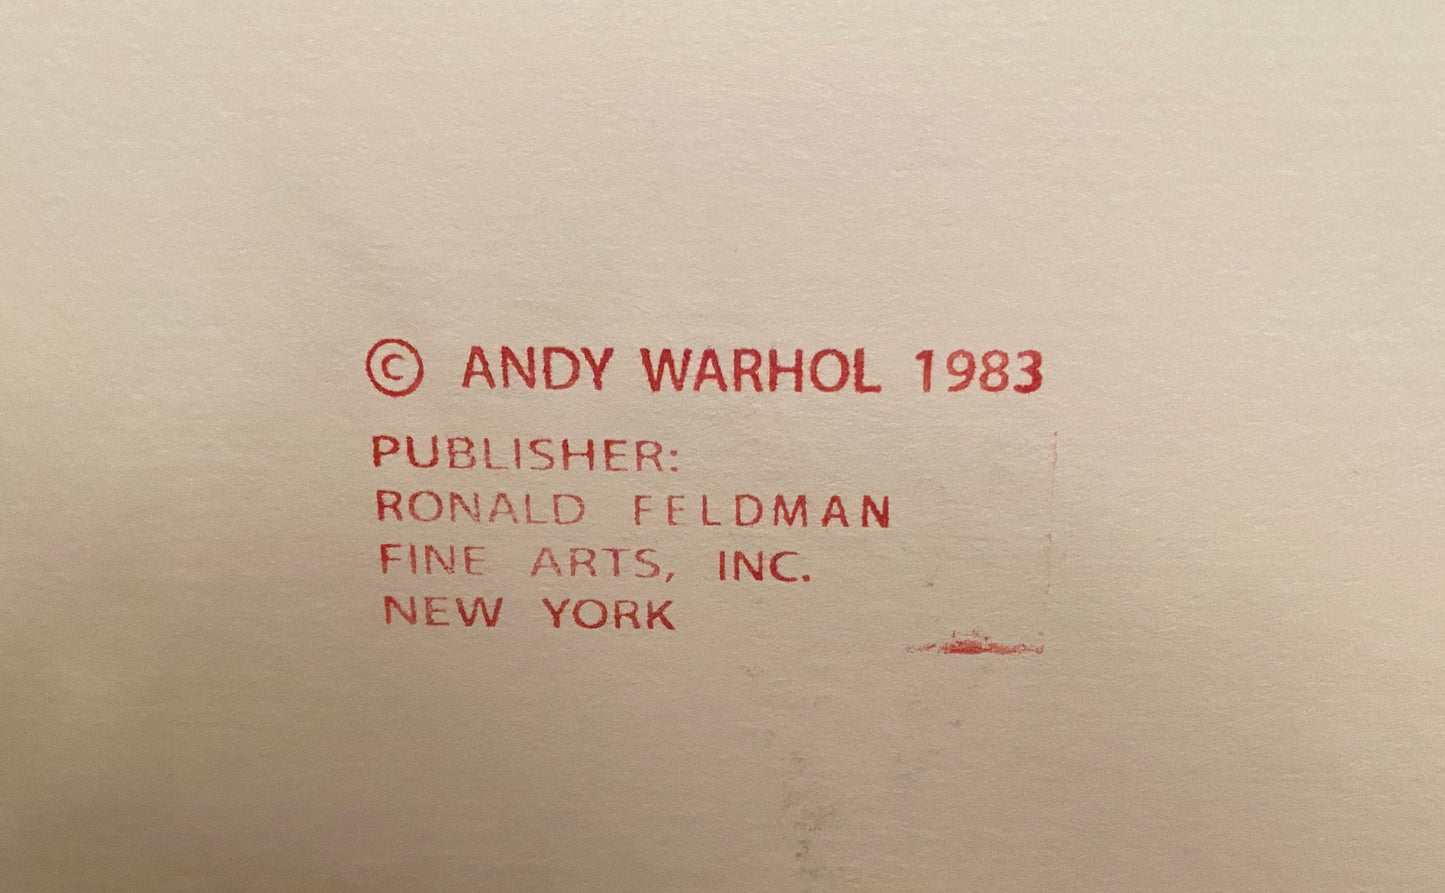 © ANDY WARHOL 1983
PUBLISHER:
RONALD FELDMAN
FINE ARTS, INC.
NEW YORK